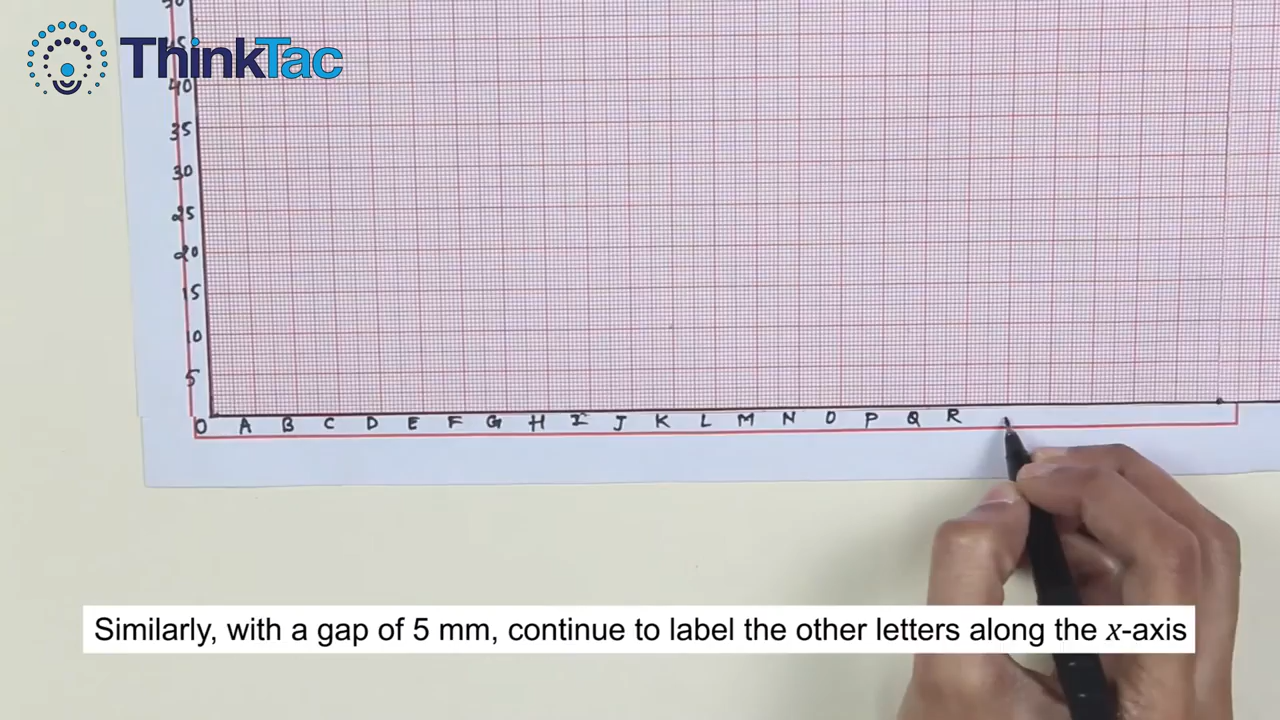 ThinkTac
40
35
30
25
20
15
10
5
0 A B C D E F G H I J K L M N O P Q R
Similarly, with a gap of 5 mm, continue to label the other letters along the x-axis